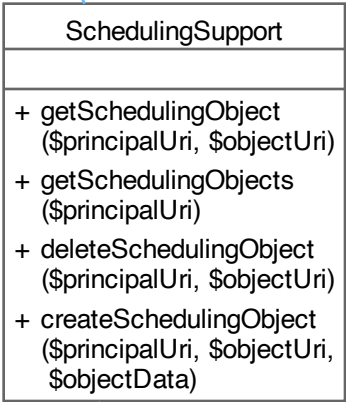 SchedulingSupport
+ getSchedulingObject
($principalUri, $objectUri)
+ getSchedulingObjects
($principalUri)
+ deleteSchedulingObject
($principalUri, $objectUri)
+ createSchedulingObject
($principalUri, $objectUri,
$objectData)